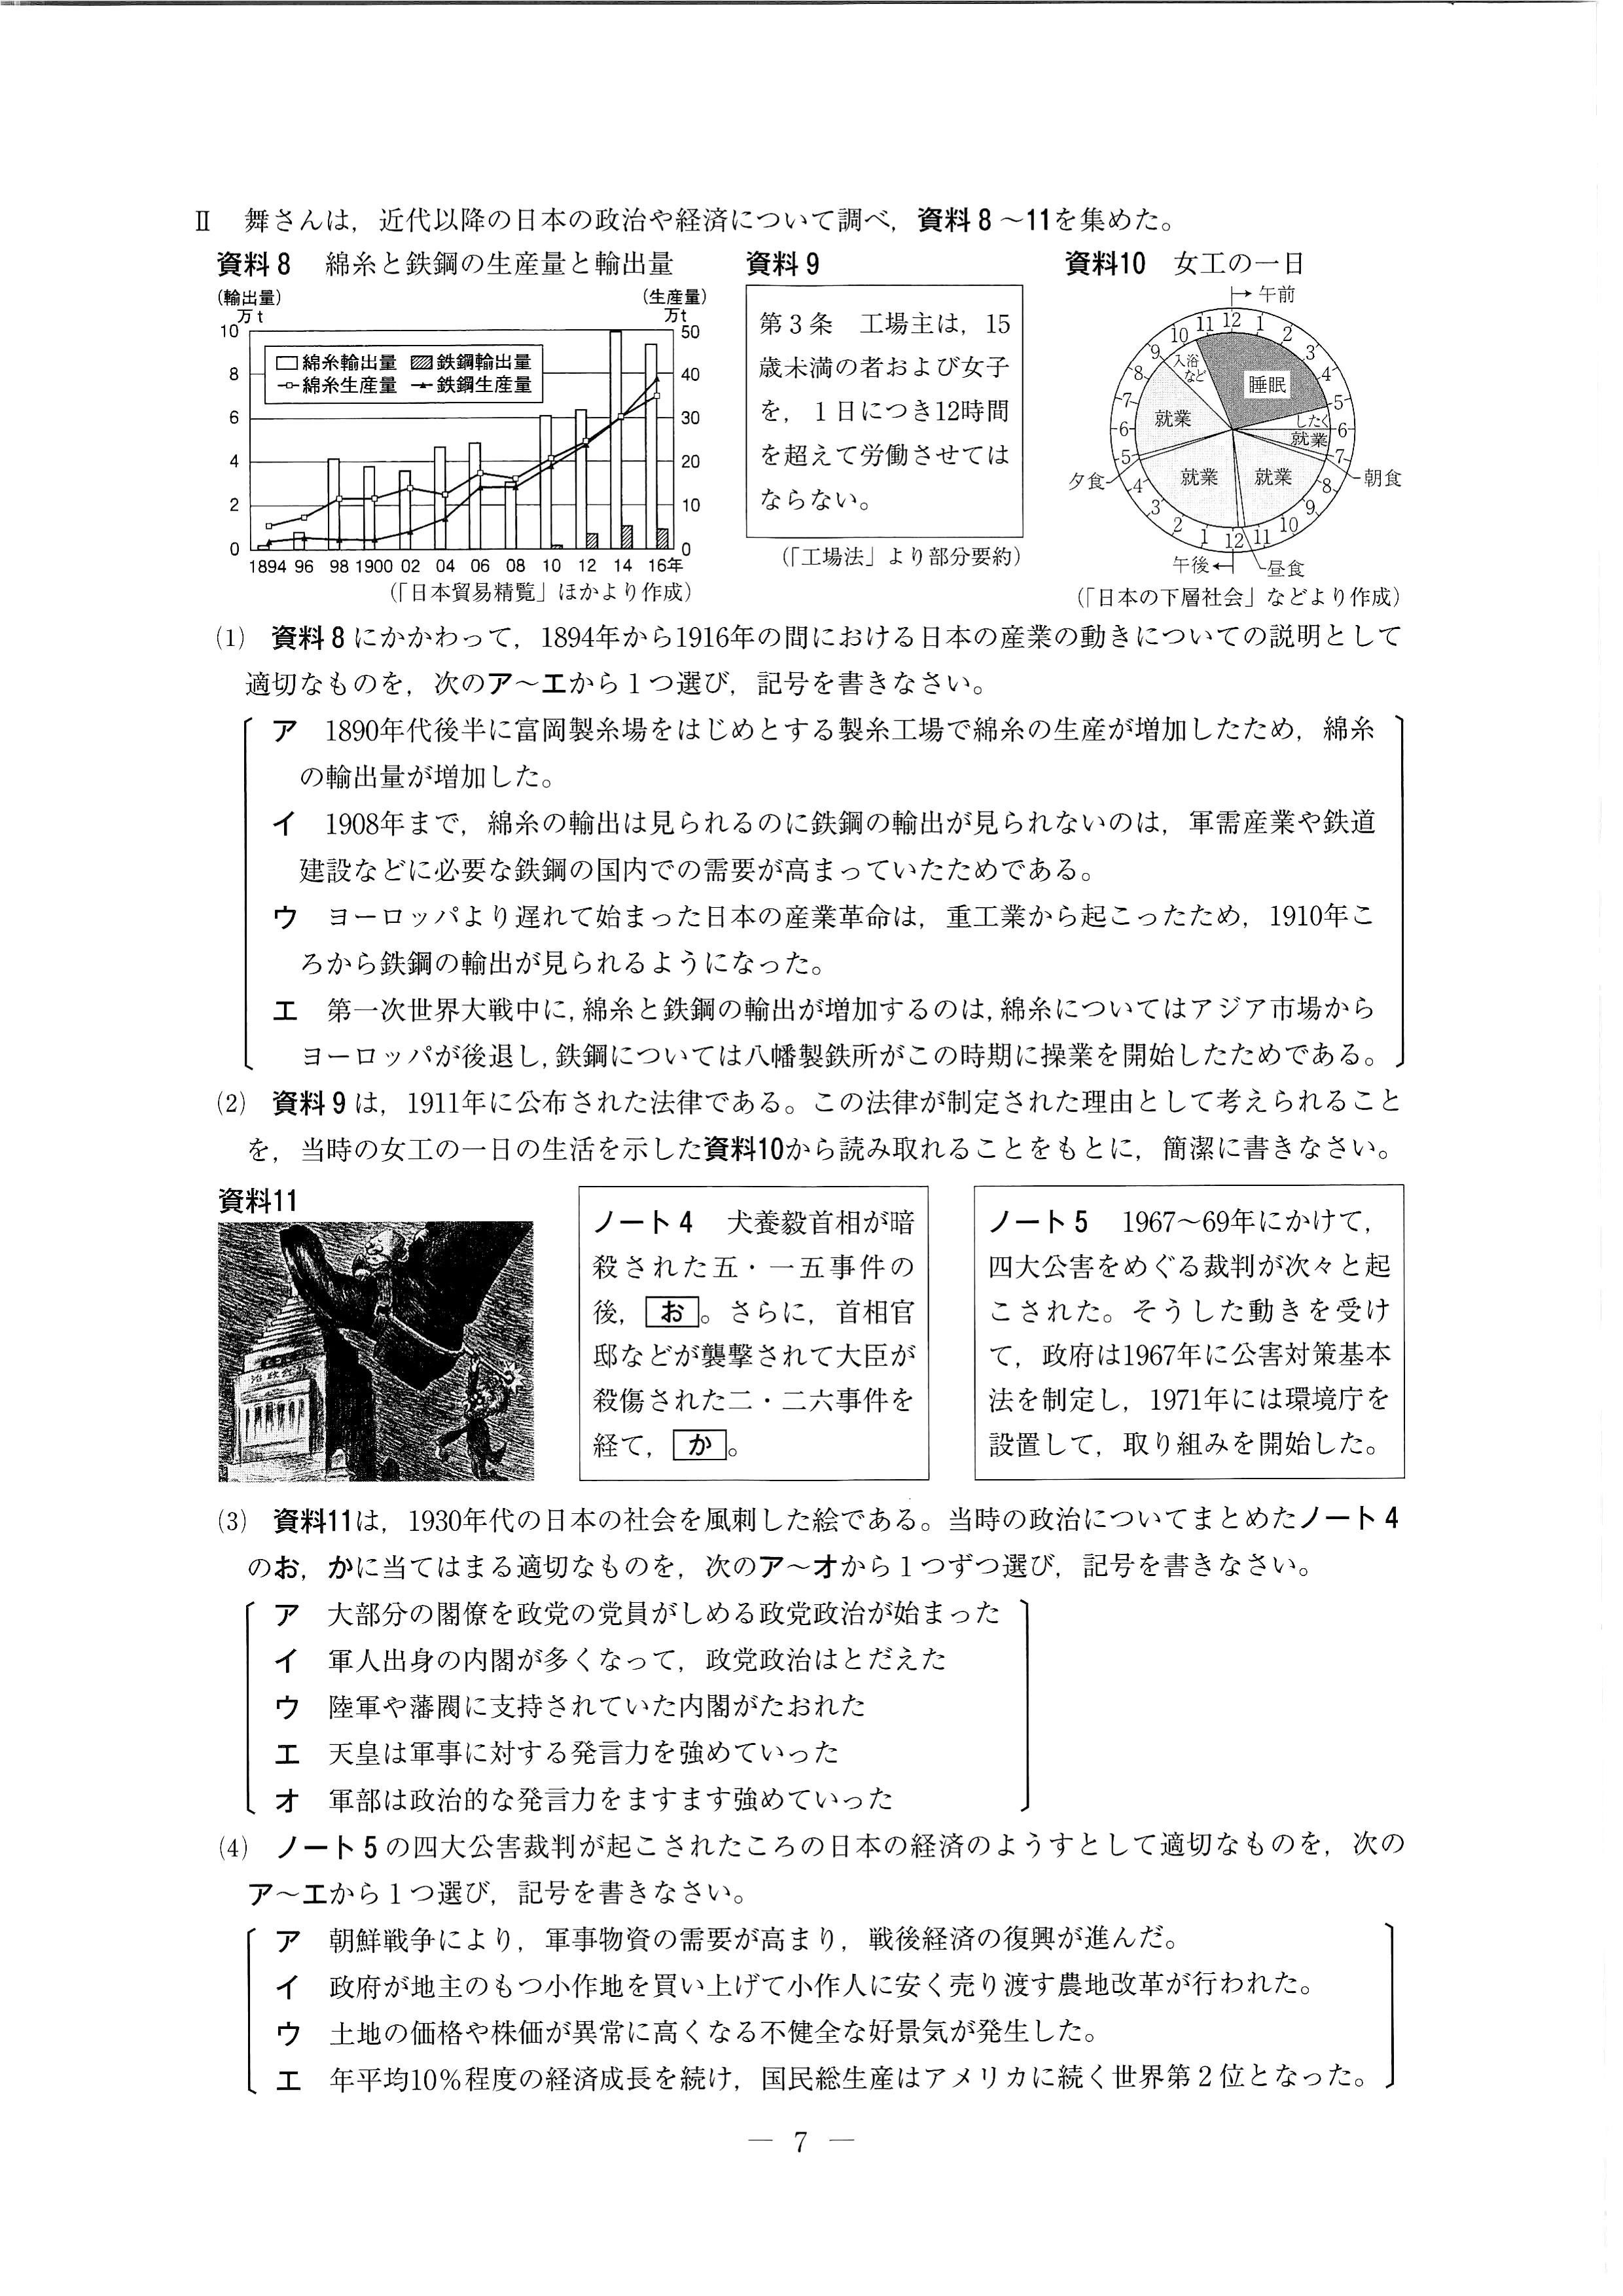 Ⅱ 舞さんは，近代以降の日本の政治や経済について調べ，資料8～11を集めた。
資料8 綿糸と鉄鋼の生産量と輸出量
(輸出量)
万t
(生産量)
万t
10
8
6
4
2
0
50
40
30
20
10
0
綿糸輸出量 鉄鋼輸出量
綿糸生産量 鉄鋼生産量
1894 96 98 1900 02 04 06 08 10 12 14 16年
(「日本貿易精覧」ほかより作成)
資料9
第3条 工場主は，15
歳未満の者および女子
を，1日につき12時間
を超えて労働させては
ならない。
(「工場法」より部分要約)
資料10 女工の一日
午前
12 1 2 3 4 5 6 7 8 9 10 11 12 1 2 3 4 5 6 7 8 9 10 11
睡眠
したく
就業
朝食
就業
昼食
就業
夕食
就業
入浴
など
午後
(「日本の下層社会」などより作成)
(1) 資料8にかかわって，1894年から1916年の間における日本の産業の動きについての説明として
適切なものを，次のア～エから1つ選び，記号を書きなさい。
ア 1890年代後半に富岡製糸場をはじめとする製糸工場で綿糸の生産が増加したため，綿糸
の輸出量が増加した。
イ 1908年まで，綿糸の輸出は見られるのに鉄鋼の輸出が見られないのは，軍需産業や鉄道
建設などに必要な鉄鋼の国内での需要が高まっていたためである。
ウ ヨーロッパより遅れて始まった日本の産業革命は，重工業から起こったため，1910年こ
ろから鉄鋼の輸出が見られるようになった。
エ 第一次世界大戦中に，綿糸と鉄鋼の輸出が増加するのは，綿糸についてはアジア市場から
ヨーロッパが後退し，鉄鋼については八幡製鉄所がこの時期に操業を開始したためである。
(2) 資料9は，1911年に公布された法律である。この法律が制定された理由として考えられること
を，当時の女工の一日の生活を示した資料10から読み取れることをもとに，簡潔に書きなさい。
資料11
治政会
ノート4 犬養毅首相が暗
殺された五・一五事件の
後，お。さらに，首相官
邸などが襲撃されて大臣が
殺傷された二・二六事件を
経て，か。
ノート5 1967～69年にかけて，
四大公害をめぐる裁判が次々と起
こされた。そうした動きを受け
て，政府は1967年に公害対策基本
法を制定し，1971年には環境庁を
設置して，取り組みを開始した。
(3) 資料11は，1930年代の日本の社会を風刺した絵である。当時の政治についてまとめたノート4
のお，かに当てはまる適切なものを，次のア～オから1つずつ選び，記号を書きなさい。
ア 大部分の閣僚を政党の党員がしめる政党政治が始まった
イ 軍人出身の内閣が多くなって，政党政治はとだえた
ウ 陸軍や藩閥に支持されていた内閣がたおれた
エ 天皇は軍事に対する発言力を強めていった
オ 軍部は政治的な発言力をますます強めていった
(4) ノート5の四大公害裁判が起こされたころの日本の経済のようすとして適切なものを，次の
ア～エから1つ選び，記号を書きなさい。
ア 朝鮮戦争により，軍事物資の需要が高まり，戦後経済の復興が進んだ。
イ 政府が地主のもつ小作地を買い上げて小作人に安く売り渡す農地改革が行われた。
ウ 土地の価格や株価が異常に高くなる不健全な好景気が発生した。
エ 年平均10％程度の経済成長を続け，国民総生産はアメリカに続く世界第2位となった。
― 7 ―